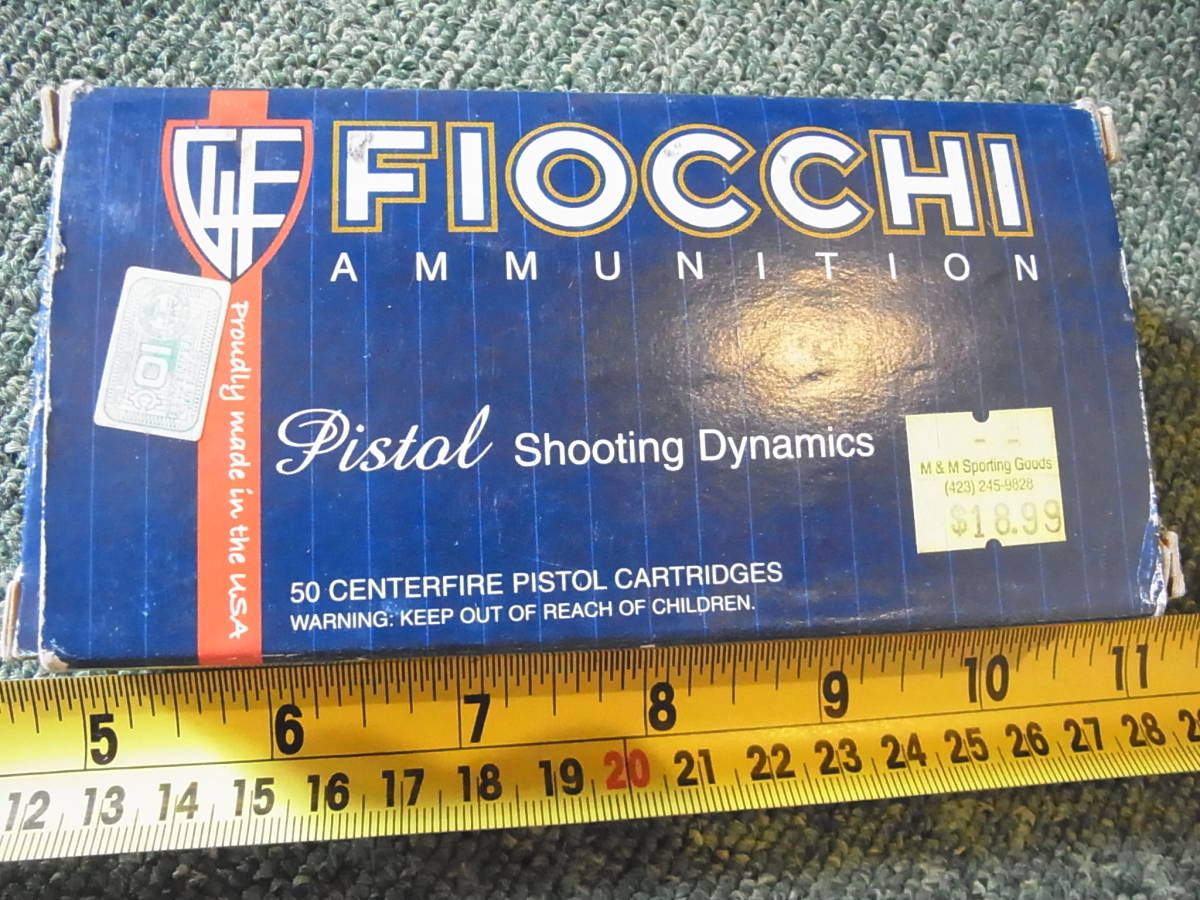 GFL
FIOCCHI
AMMUNITION
Proudly made in the USA
Pistol Shooting Dynamics
M & M Sporting Goods
(423) 245-9828
$18.99
50 CENTERFIRE PISTOL CARTRIDGES
WARNING: KEEP OUT OF REACH OF CHILDREN.
5 6 7 8 9 10 11
12 13 14 15 16 17 18 19 20 21 22 23 24 25 26 27 28